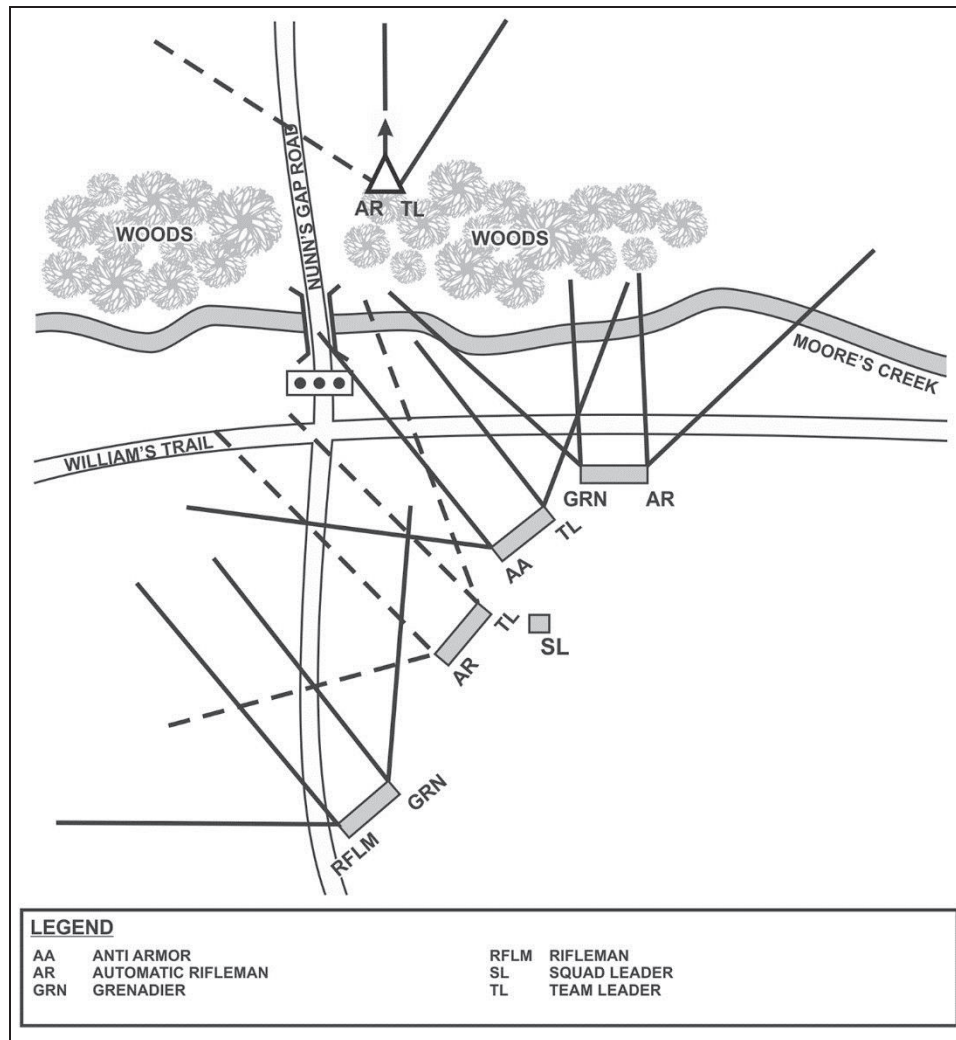 NUNN'S GAP ROAD
AR TL
WOODS
WOODS
MOORE'S CREEK
WILLIAM'S TRAIL
GRN AR
TL
AA
TL
SL
AR
GRN
RFLM
LEGEND
AA ANTI ARMOR
AR AUTOMATIC RIFLEMAN
GRN GRENADIER
RFLM RIFLEMAN
SL SQUAD LEADER
TL TEAM LEADER